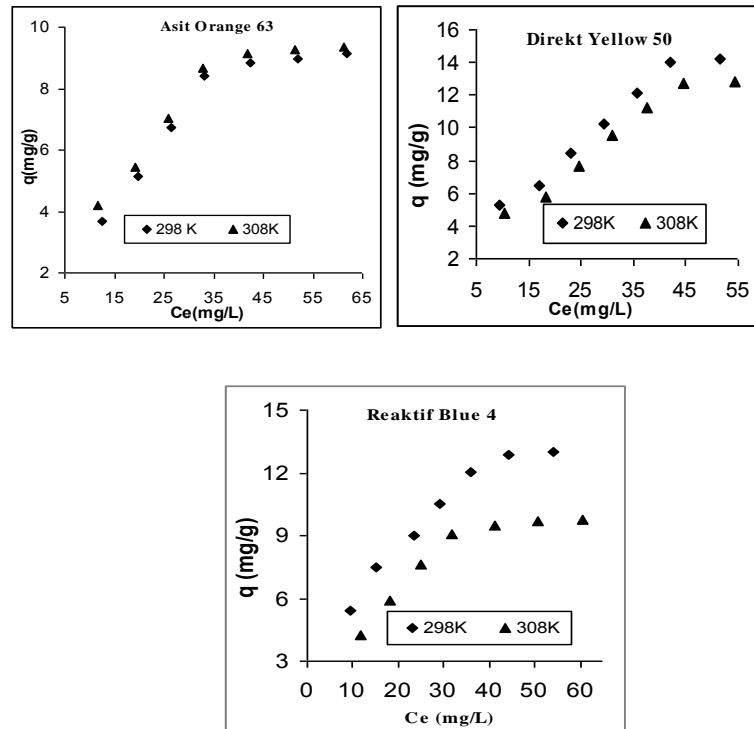 Asit Orange 63
10
8
6
4
2
q(mg/g)
298 K 308K
5 15 25 35 45 55 65
Ce(mg/L)
Direkt Yellow 50
16
14
12
10
8
6
4
2
q (mg/g)
298K 308K
5 15 25 35 45 55
Ce(mg/L)
Reaktif Blue 4
15
12
9
6
3
q (mg/g)
298K 308K
0 10 20 30 40 50 60
Ce (mg/L)